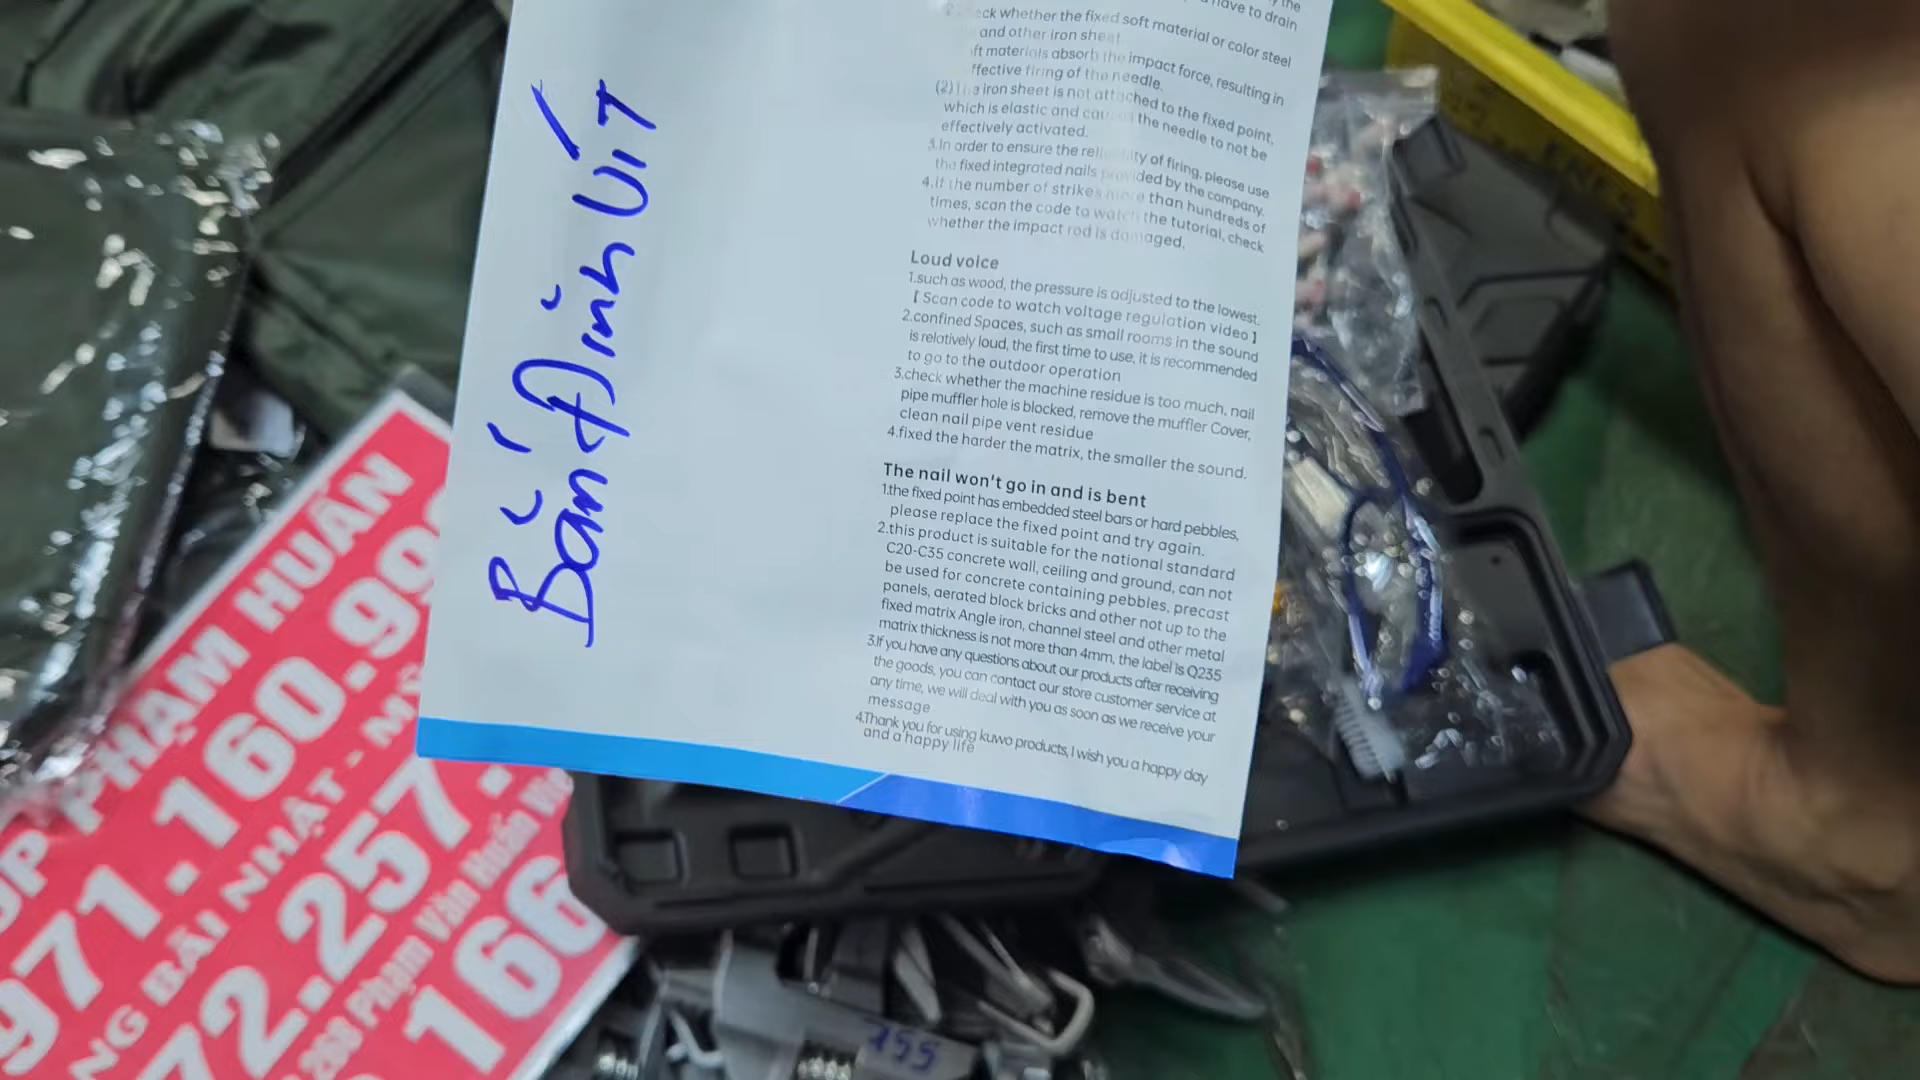 have to drain
ck whether the fixed soft material or color steel
and other iron sheet
ft materials absorb the impact force, resulting in
ffective firing of the needle.
(2) iron sheet is not attached to the fixed point,
which is elastic and the needle to not be
effectively activated.
3.In order to ensure the of firing, please use
the fixed integrated nails provided by the company.
4.If the number of strikes more than hundreds of
times, scan the code to watch the tutorial, check
whether the impact rod is damaged.
Loud voice
1.such as wood, the pressure is adjusted to the lowest.
【Scan code to watch voltage regulation video】
2.confined Spaces, such as small rooms in the sound
is relatively loud, the first time to use, it is recommended
to go to the outdoor operation
3.check whether the machine residue is too much, nail
pipe muffler hole is blocked, remove the muffler Cover,
clean nail pipe vent residue
4.fixed the harder the matrix, the smaller the sound.
The nail won't go in and is bent
1.the fixed point has embedded steel bars or hard pebbles,
please replace the fixed point and try again.
2.this product is suitable for the national standard
C20-C35 concrete wall, ceiling and ground, can not
be used for concrete containing pebbles, precast
panels, aerated block bricks and other not up to the
fixed matrix Angle iron, channel steel and other metal
matrix thickness is not more than 4mm, the label is Q235
3.If you have any questions about our products after receiving
the goods, you can contact our store customer service at
any time, we will deal with you as soon as we receive your
message
4.Thank you for using kuwo products, I wish you a happy day
and a happy life
Bắn Đình Vít
PHẠM HUÂN
971.160.99
BÃI NHẬT - MỸ
72.257.
268 Phạm Văn Huấn
166
155